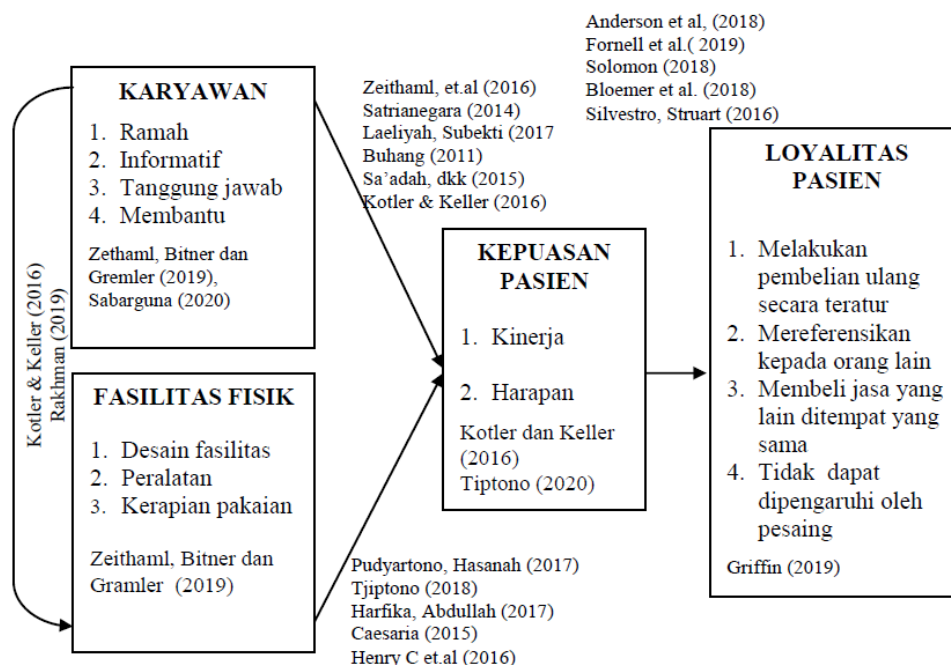 Kotler & Keller (2016)
Rakhman (2019)
KARYAWAN
1. Ramah
2. Informatif
3. Tanggung jawab
4. Membantu
Zethaml, Bitner dan
Gremler (2019),
Sabarguna (2020)
FASILITAS FISIK
1. Desain fasilitas
2. Peralatan
3. Kerapian pakaian
Zeithaml, Bitner dan
Gramler (2019)
Zeithaml, et.al (2016)
Satrianegara (2014)
Laeliyah, Subekti (2017
Buhang (2011)
Sa’adah, dkk (2015)
Kotler & Keller (2016)
Pudyartono, Hasanah (2017)
Tjiptono (2018)
Harfika, Abdullah (2017)
Caesaria (2015)
Henry C et.al (2016)
KEPUASAN
PASIEN
1. Kinerja
2. Harapan
Kotler dan Keller
(2016)
Tiptono (2020)
Anderson et al, (2018)
Fornell et al.( 2019)
Solomon (2018)
Bloemer et al. (2018)
Silvestro, Struart (2016)
LOYALITAS
PASIEN
1. Melakukan
pembelian ulang
secara teratur
2. Mereferensikan
kepada orang lain
3. Membeli jasa yang
lain ditempat yang
sama
4. Tidak dapat
dipengaruhi oleh
pesaing
Griffin (2019)